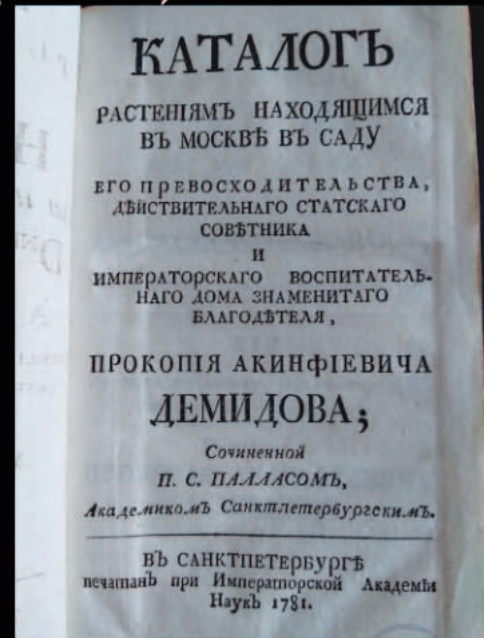 КАТАЛОГЪ
РАСТЕНІЯМЪ НАХОДЯЩИМСЯ
ВЪ МОСКВѢ ВЪ САДУ
ЕГО ПРЕВОСХОДИТЕЛЬСТВА,
ДѢЙСТВИТЕЛЬНАГО СТАТСКАГО
СОВѢТНИКА
И
ИМПЕРАТОРСКАГО ВОСПИТАТЕЛЬ-
НАГО ДОМА ЗНАМЕНИТАГО
БЛАГОДѢТЕЛЯ,
ПРОКОПІЯ АКИНФІЕВИЧА
ДЕМИДОВА;
Сочиненной
П. С. ПАЛЛАСОМЪ,
Академикомъ Санктпетербургскимъ.
ВЪ САНКТПЕТЕРБУРГѢ
печатанъ при Императорской Академіи
Наукъ 1781.